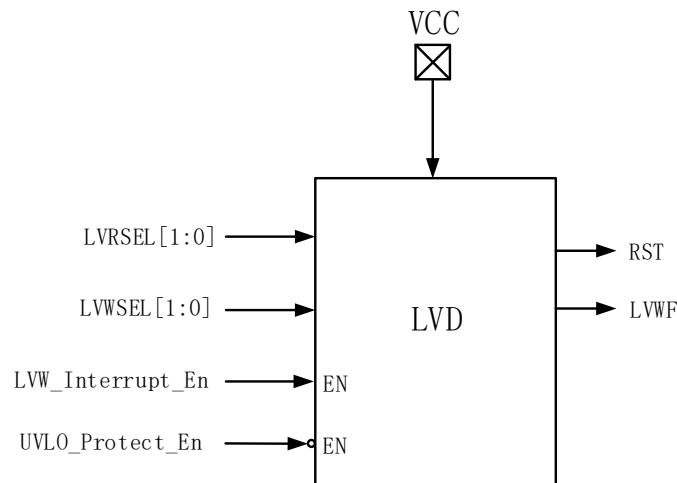 VCC
LVRSEL[1:0]
RST
LVWSEL[1:0]
LVWF
LVD
LVW_Interrupt_En
EN
UVLO_Protect_En
EN